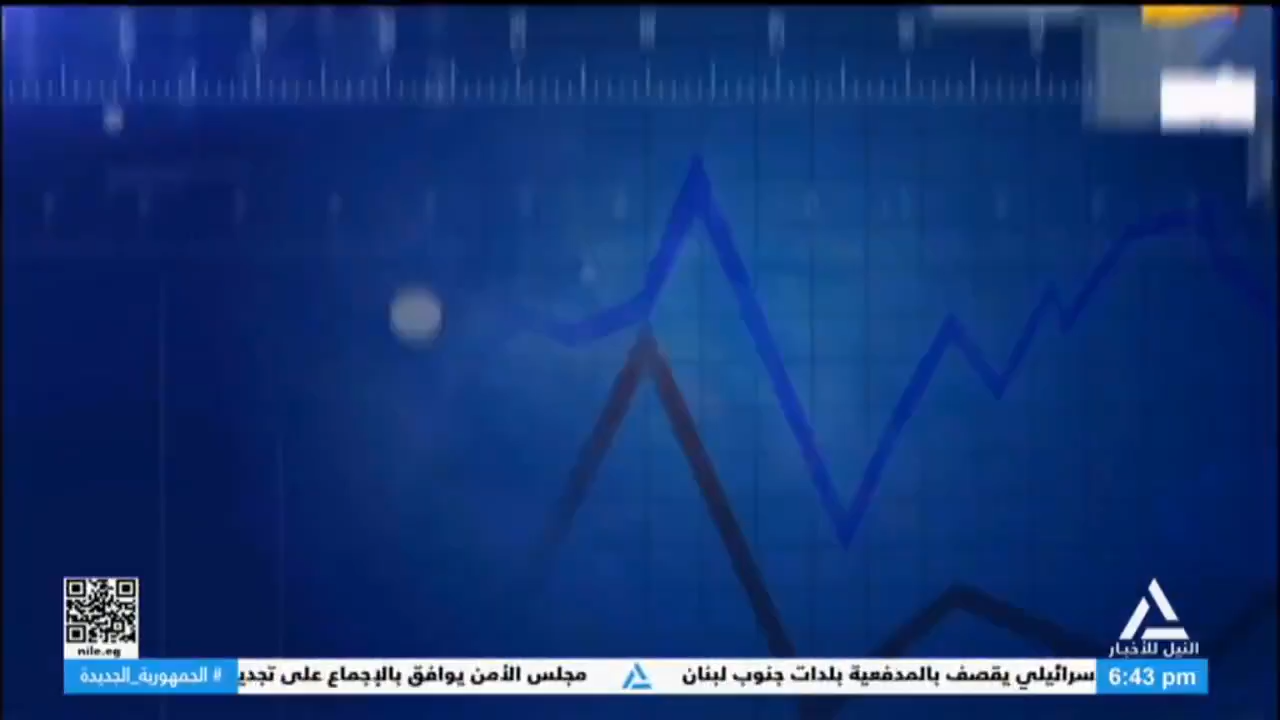 nile.eg
النيل للأخبار
#الجمهورية_الجديدة
مجلس الأمن يوافق بالإجماع على تجدي
سرائيلي يقصف بالمدفعية بلدات جنوب لبنان
6:43 pm